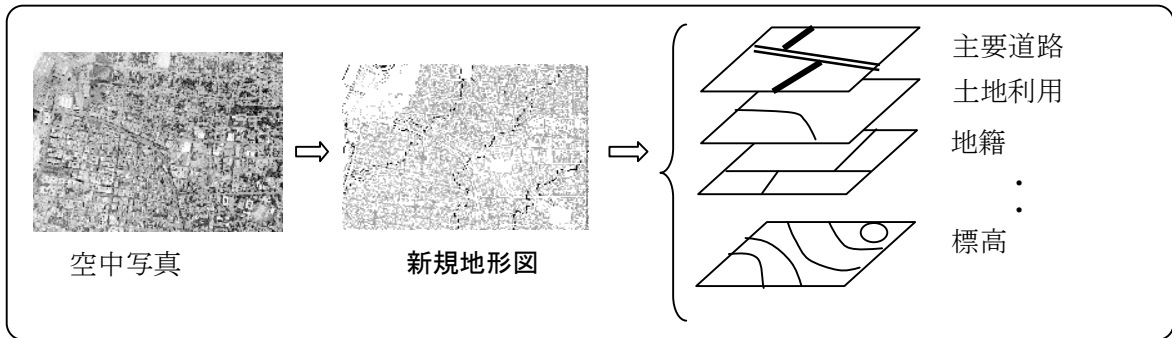 主要道路
土地利用
地籍
・
・
標高
空中写真
新規地形図